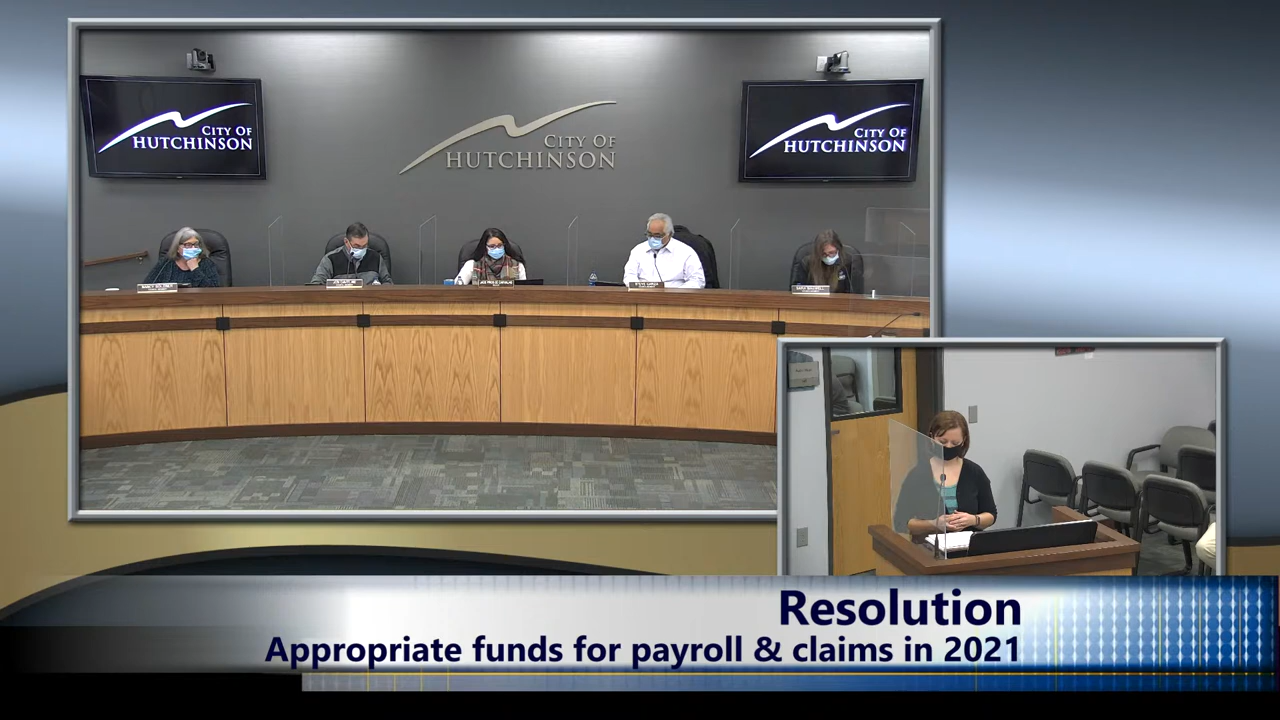 CITY OF
HUTCHINSON
CITY OF
HUTCHINSON
CITY OF
HUTCHINSON
Resolution
Appropriate funds for payroll & claims in 2021